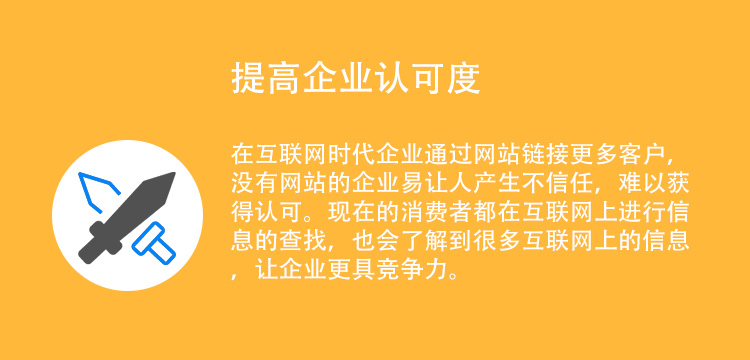 提高企业认可度
在互联网时代企业通过网站链接更多客户,
没有网站的企业易让人产生不信任, 难以获
得认可。现在的消费者都在互联网上进行信
息的查找, 也会了解到很多互联网上的信息
, 让企业更具竞争力。